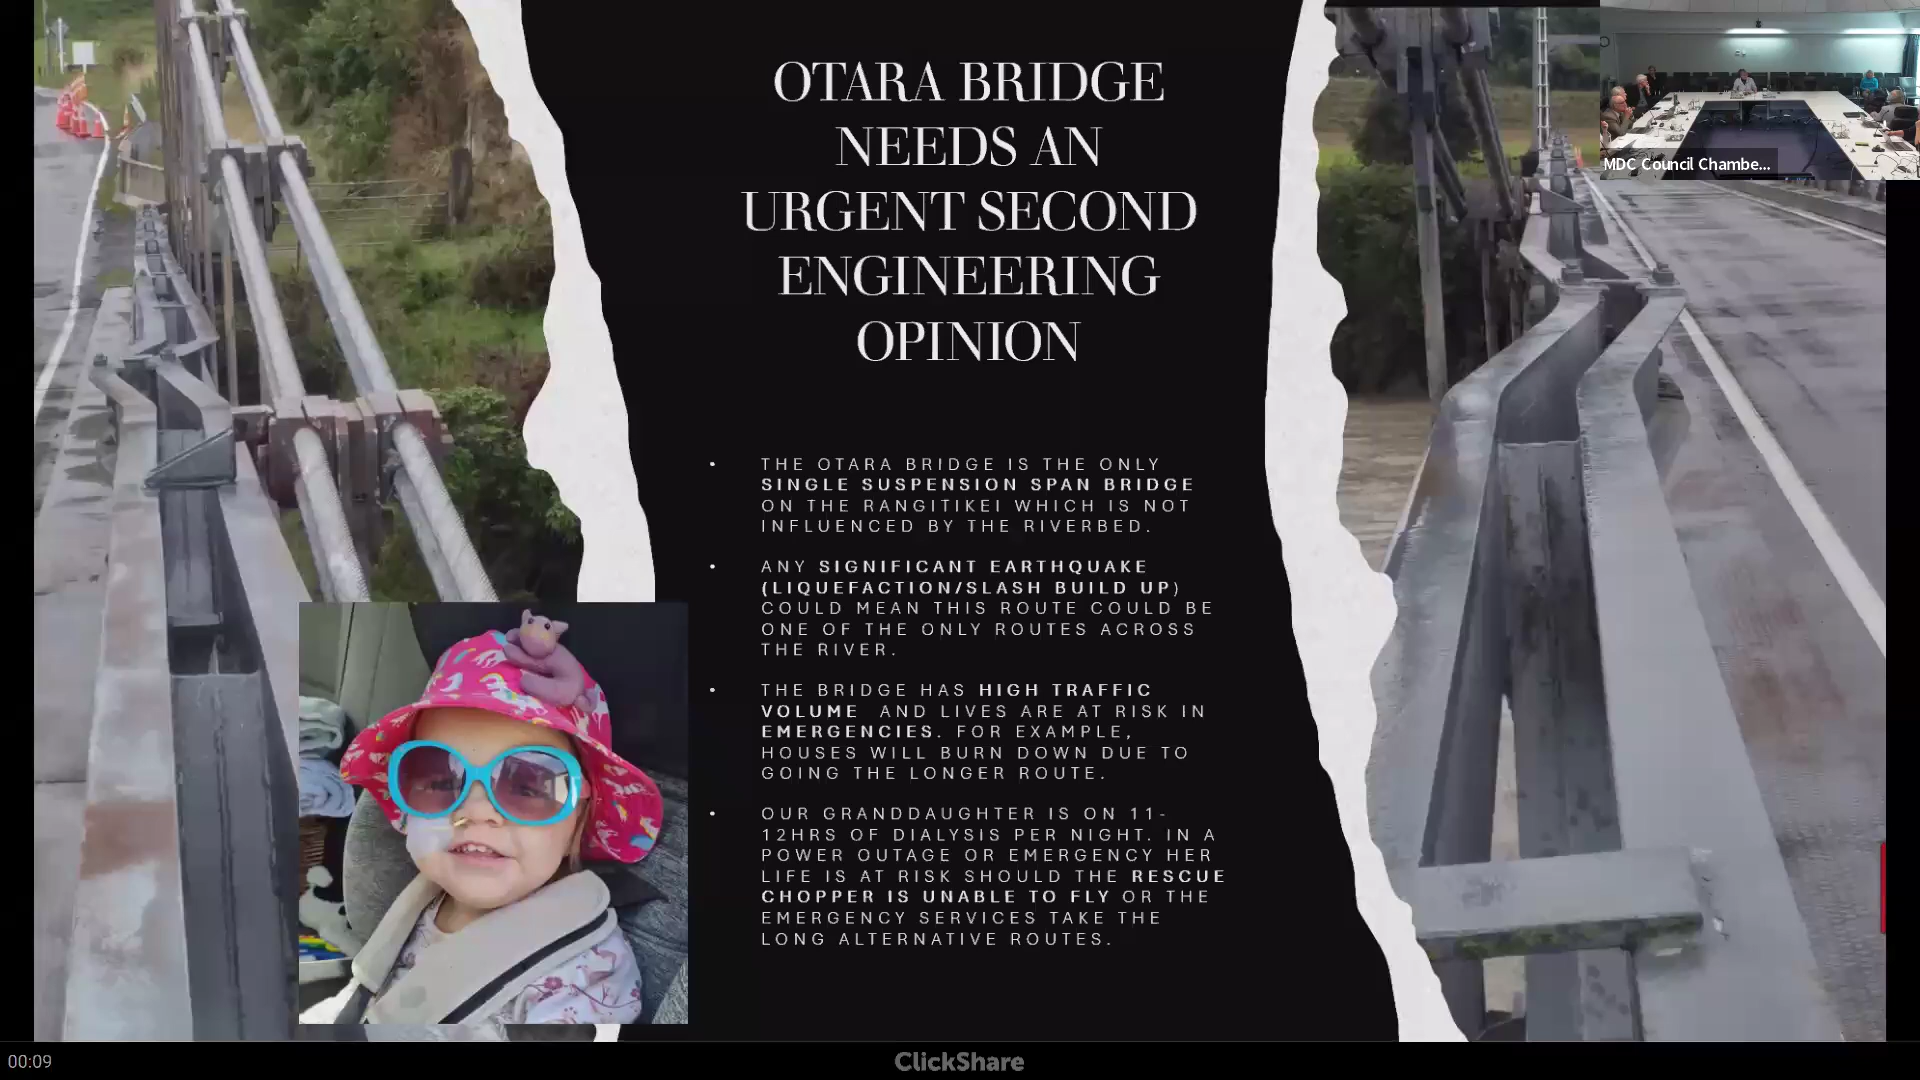 OTARA BRIDGE
NEEDS AN
URGENT SECOND
ENGINEERING
OPINION
MDC Council Chambe...
• THE OTARA BRIDGE IS THE ONLY
SINGLE SUSPENSION SPAN BRIDGE
ON THE RANGITIKEI WHICH IS NOT
INFLUENCED BY THE RIVERBED.
• ANY SIGNIFICANT EARTHQUAKE
(LIQUEFACTION/SLASH BUILD UP)
COULD MEAN THIS ROUTE COULD BE
ONE OF THE ONLY ROUTES ACROSS
THE RIVER.
• THE BRIDGE HAS HIGH TRAFFIC
VOLUME AND LIVES ARE AT RISK IN
EMERGENCIES. FOR EXAMPLE,
HOUSES WILL BURN DOWN DUE TO
GOING THE LONGER ROUTE.
• OUR GRANDDAUGHTER IS ON 11-
12HRS OF DIALYSIS PER NIGHT. IN A
POWER OUTAGE OR EMERGENCY HER
LIFE IS AT RISK SHOULD THE RESCUE
CHOPPER IS UNABLE TO FLY OR THE
EMERGENCY SERVICES TAKE THE
LONG ALTERNATIVE ROUTES.
00:09
ClickShare